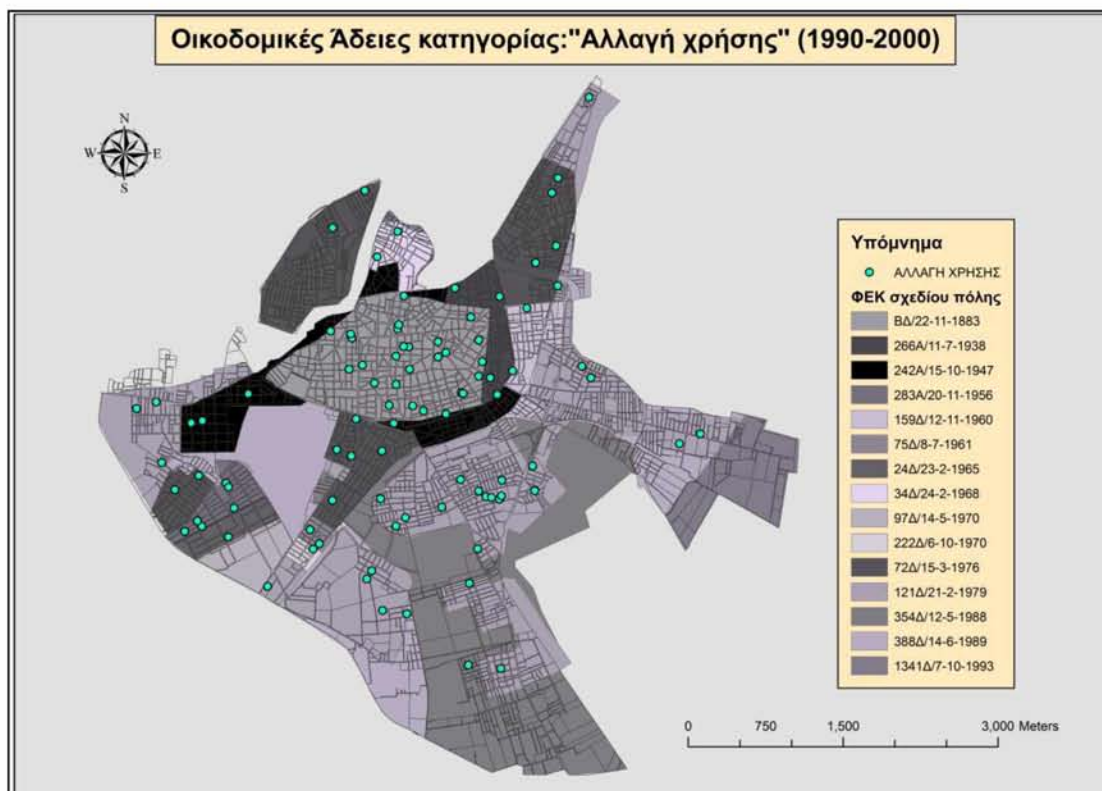 Οικοδομικές Άδειες κατηγορίας:"Αλλαγή χρήσης" (1990-2000)
N
W E
S
Υπόμνημα
ΑΛΛΑΓΗ ΧΡΗΣΗΣ
ΦΕΚ σχεδίου πόλης
ΒΔ/22-11-1883
266Α/11-7-1938
242Α/15-10-1947
283Α/20-11-1956
159Δ/12-11-1960
75Δ/8-7-1961
24Δ/23-2-1965
34Δ/24-2-1968
97Δ/14-5-1970
222Δ/6-10-1970
72Δ/15-3-1976
121Δ/21-2-1979
354Δ/12-5-1988
388Δ/14-6-1989
1341Δ/7-10-1993
0 750 1,500 3,000 Meters